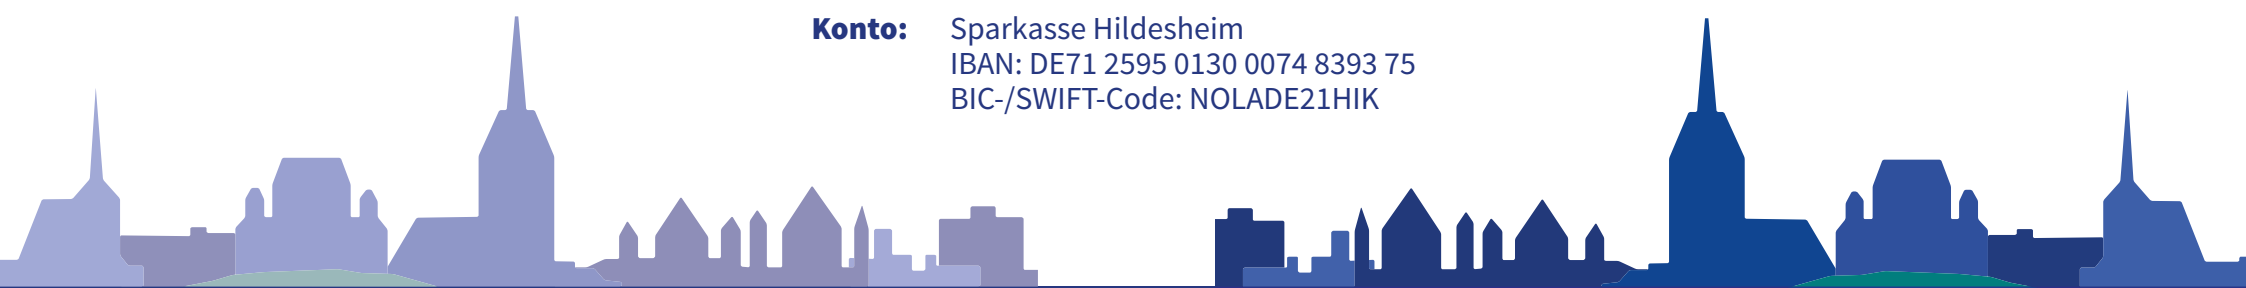 Konto: Sparkasse Hildesheim
IBAN: DE71 2595 0130 0074 8393 75
BIC-/SWIFT-Code: NOLADE21HIK